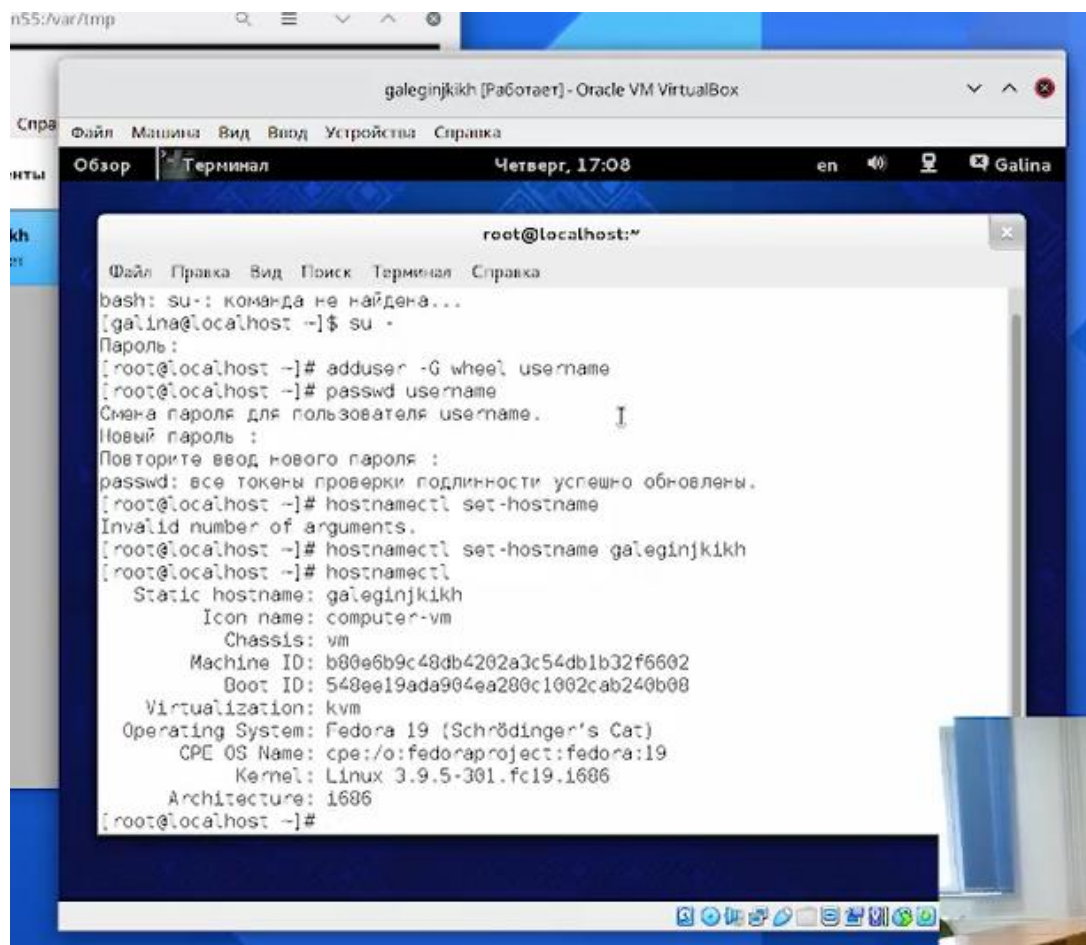 n55:/var/tmp
galeginjkikh [Работает] - Oracle VM VirtualBox
Спра
Файл Машина Вид Ввод Устройства Справка
Обзор Терминал Четверг, 17:08 en Galina
нты
kh
ет
root@localhost:~
Файл Правка Вид Поиск Терминал Справка
bash: su-: команда не найдена...
[galina@localhost ~]$ su -
Пароль:
[root@localhost ~]# adduser -G wheel username
[root@localhost ~]# passwd username
Смена пароля для пользователя username.
Новый пароль :
Повторите ввод нового пароля :
passwd: все токены проверки подлинности успешно обновлены.
[root@localhost ~]# hostnamectl set-hostname
Invalid number of arguments.
[root@localhost ~]# hostnamectl set-hostname galeginjkikh
[root@localhost ~]# hostnamectl
Static hostname: galeginjkikh
Icon name: computer-vm
Chassis: vm
Machine ID: b80e6b9c48db4202a3c54db1b32f6602
Boot ID: 548ee19ada904ea280c1002cab240b08
Virtualization: kvm
Operating System: Fedora 19 (Schrödinger's Cat)
CPE OS Name: cpe:/o:fedoraproject:fedora:19
Kernel: Linux 3.9.5-301.fc19.i686
Architecture: i686
[root@localhost ~]#